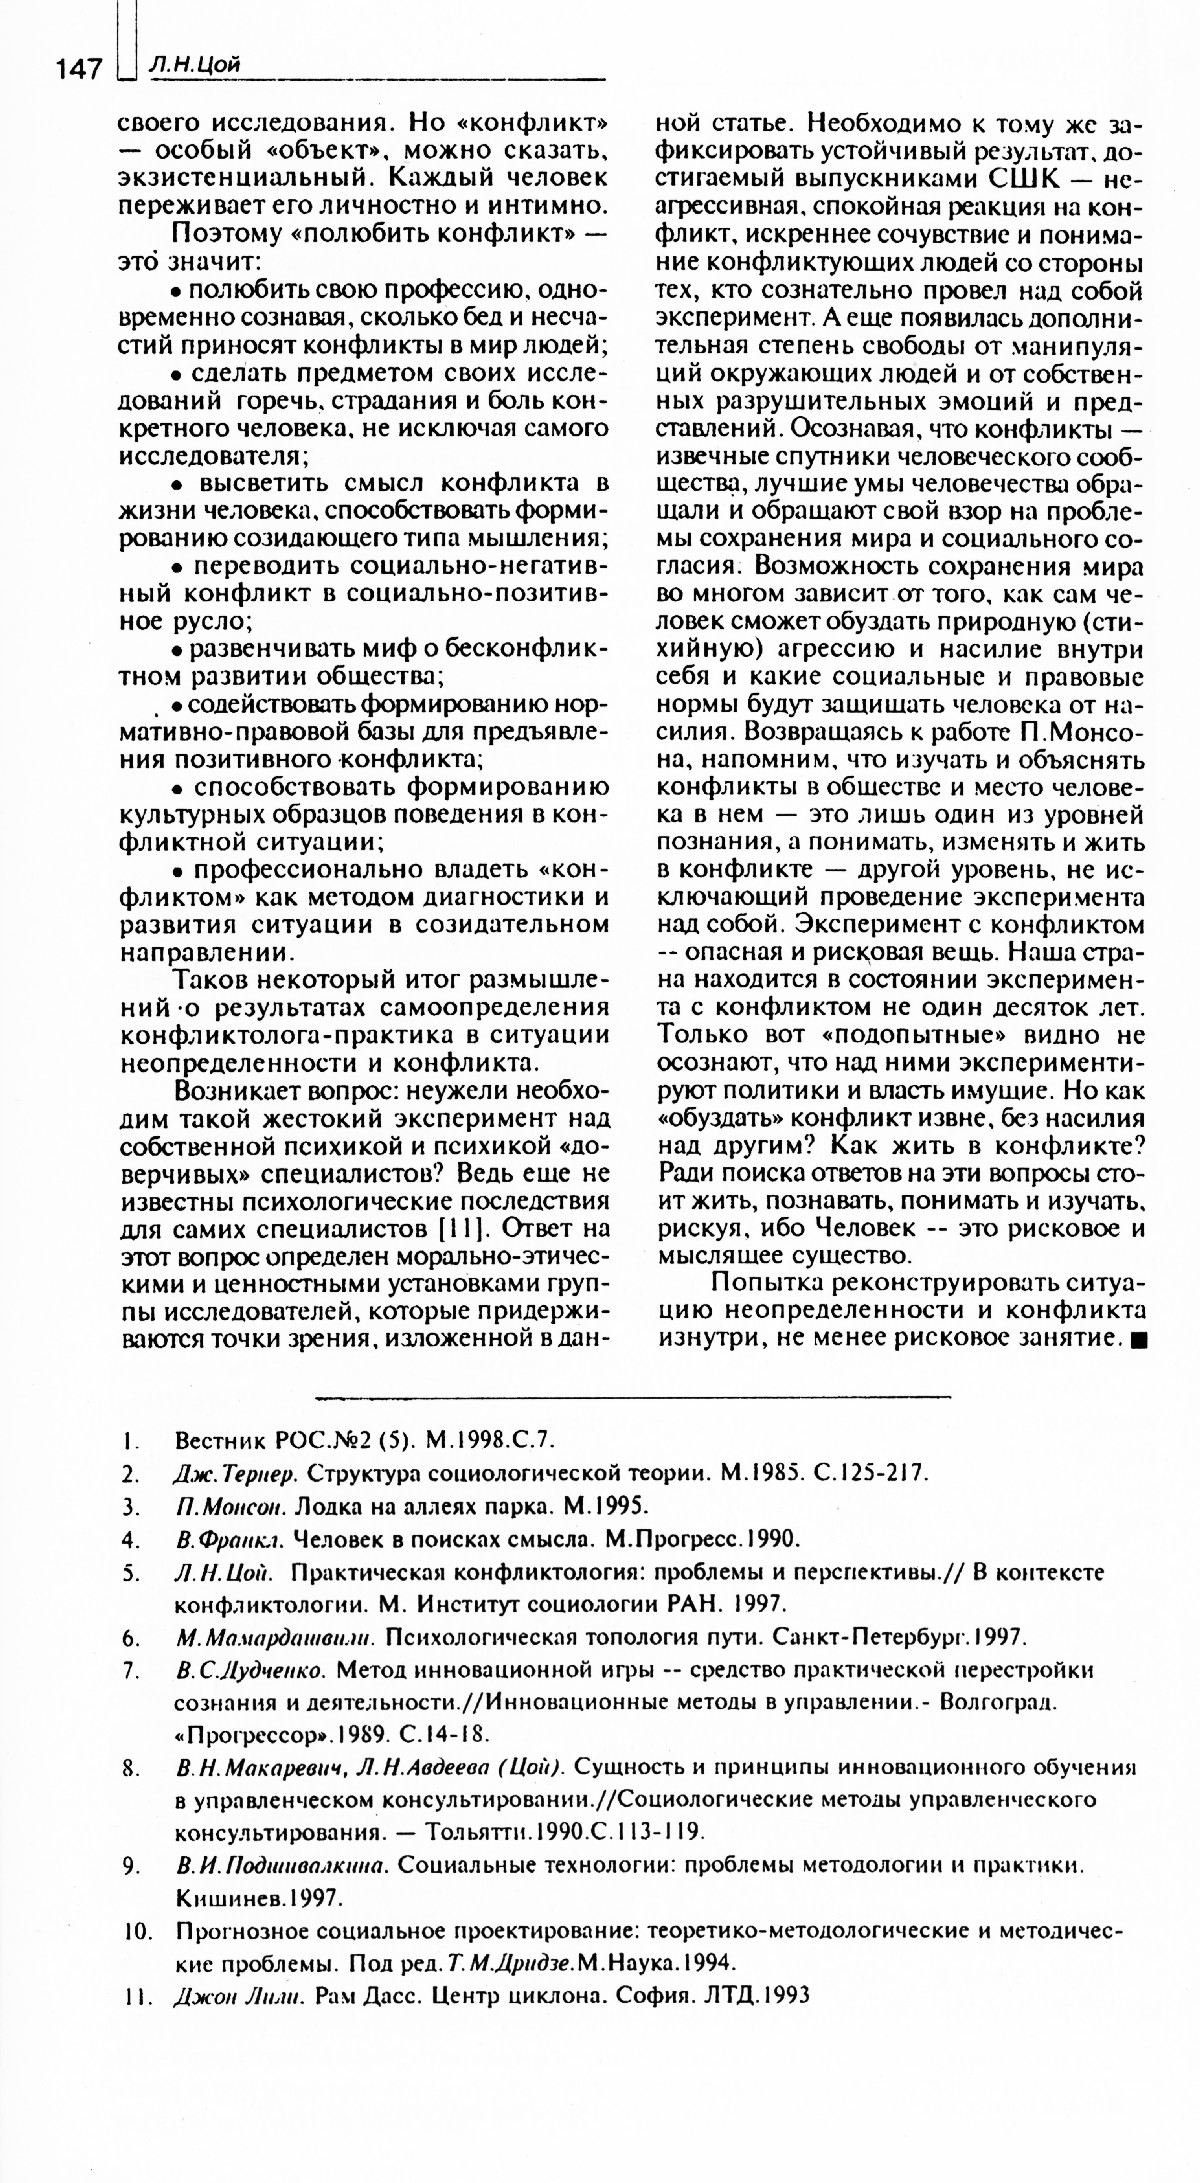 147
Л.Н.Цой
своего исследования. Но «конфликт»
— особый «объект», можно сказать,
экзистенциальный. Каждый человек
переживает его личностно и интимно.
Поэтому «полюбить конфликт» —
это значит:
• полюбить свою профессию, одно-
временно сознавая, сколько бед и несча-
стий приносят конфликты в мир людей;
• сделать предметом своих иссле-
дований горечь, страдания и боль кон-
кретного человека, не исключая самого
исследователя;
• высветить смысл конфликта в
жизни человека, способствовать форми-
рованию созидающего типа мышления;
• переводить социально-негатив-
ный конфликт в социально-позитив-
ное русло;
• развенчивать миф о бесконфлик-
тном развитии общества;
• содействовать формированию нор-
мативно-правовой базы для предъявле-
ния позитивного конфликта;
• способствовать формированию
культурных образцов поведения в кон-
фликтной ситуации;
• профессионально владеть «кон-
фликтом» как методом диагностики и
развития ситуации в созидательном
направлении.
Таков некоторый итог размышле-
ний о результатах самоопределения
конфликтолога-практика в ситуации
неопределенности и конфликта.
Возникает вопрос: неужели необхо-
дим такой жестокий эксперимент над
собственной психикой и психикой «до-
верчивых» специалистов? Ведь еще не
известны психологические последствия
для самих специалистов [11]. Ответ на
этот вопрос определен морально-этичес-
кими и ценностными установками груп-
пы исследователей, которые придержи-
ваются точки зрения, изложенной в дан-
ной статье. Необходимо к тому же за-
фиксировать устойчивый результат, до-
стигаемый выпускниками СШК — не-
агрессивная, спокойная реакция на кон-
фликт, искреннее сочувствие и понима-
ние конфликтующих людей со стороны
тех, кто сознательно провел над собой
эксперимент. А еще появилась дополни-
тельная степень свободы от манипуля-
ций окружающих людей и от собствен-
ных разрушительных эмоций и пред-
ставлений. Осознавая, что конфликты —
извечные спутники человеческого сооб-
щества, лучшие умы человечества обра-
щали и обращают свой взор на пробле-
мы сохранения мира и социального со-
гласия. Возможность сохранения мира
во многом зависит от того, как сам че-
ловек сможет обуздать природную (сти-
хийную) агрессию и насилие внутри
себя и какие социальные и правовые
нормы будут защищать человека от на-
силия. Возвращаясь к работе П.Монсо-
на, напомним, что изучать и объяснять
конфликты в обществе и место челове-
ка в нем — это лишь один из уровней
познания, а понимать, изменять и жить
в конфликте — другой уровень, не ис-
ключающий проведение эксперимента
над собой. Эксперимент с конфликтом
-- опасная и рисковая вещь. Наша стра-
на находится в состоянии эксперимен-
та с конфликтом не один десяток лет.
Только вот «подопытные» видно не
осознают, что над ними эксперименти-
руют политики и власть имущие. Но как
«обуздать» конфликт извне, без насилия
над другим? Как жить в конфликте?
Ради поиска ответов на эти вопросы сто-
ит жить, познавать, понимать и изучать,
рискуя, ибо Человек -- это рисковое и
мыслящее существо.
Попытка реконструировать ситуа-
цию неопределенности и конфликта
изнутри, не менее рисковое занятие. ■
1. Вестник РОС.№2 (5). М.1998.С.7.
2. Дж.Тернер. Структура социологической теории. М.1985. С.125-217.
3. П.Монсон. Лодка на аллеях парка. М.1995.
4. В.Франкл. Человек в поисках смысла. М.Прогресс.1990.
5. Л.Н.Цой. Практическая конфликтология: проблемы и перспективы.// В контексте
конфликтологии. М. Институт социологии РАН. 1997.
6. М.Мамардашвили. Психологическая топология пути. Санкт-Петербург.1997.
7. В.С.Дудченко. Метод инновационной игры -- средство практической перестройки
сознания и деятельности.//Инновационные методы в управлении.- Волгоград.
«Прогрессор».1989. С.14-18.
8. В.Н.Макаревич, Л.Н.Авдеева (Цой). Сущность и принципы инновационного обучения
в управленческом консультировании.//Социологические методы управленческого
консультирования. — Тольятти.1990.С.113-119.
9. В.И.Подшивалкина. Социальные технологии: проблемы методологии и практики.
Кишинев.1997.
10. Прогнозное социальное проектирование: теоретико-методологические и методичес-
кие проблемы. Под ред. Т.М.Дридзе.М.Наука.1994.
11. Джон Лили. Рам Дасс. Центр циклона. София. ЛТД.1993